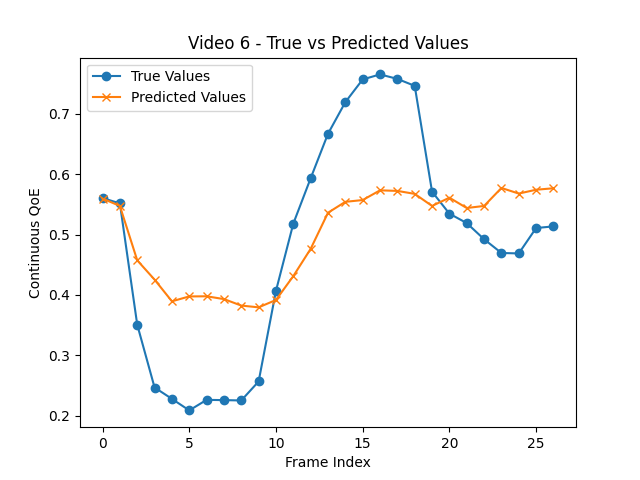 Video 6 - True vs Predicted Values
True Values
Predicted Values
Continuous QoE
0.7
0.6
0.5
0.4
0.3
0.2
0 5 10 15 20 25
Frame Index